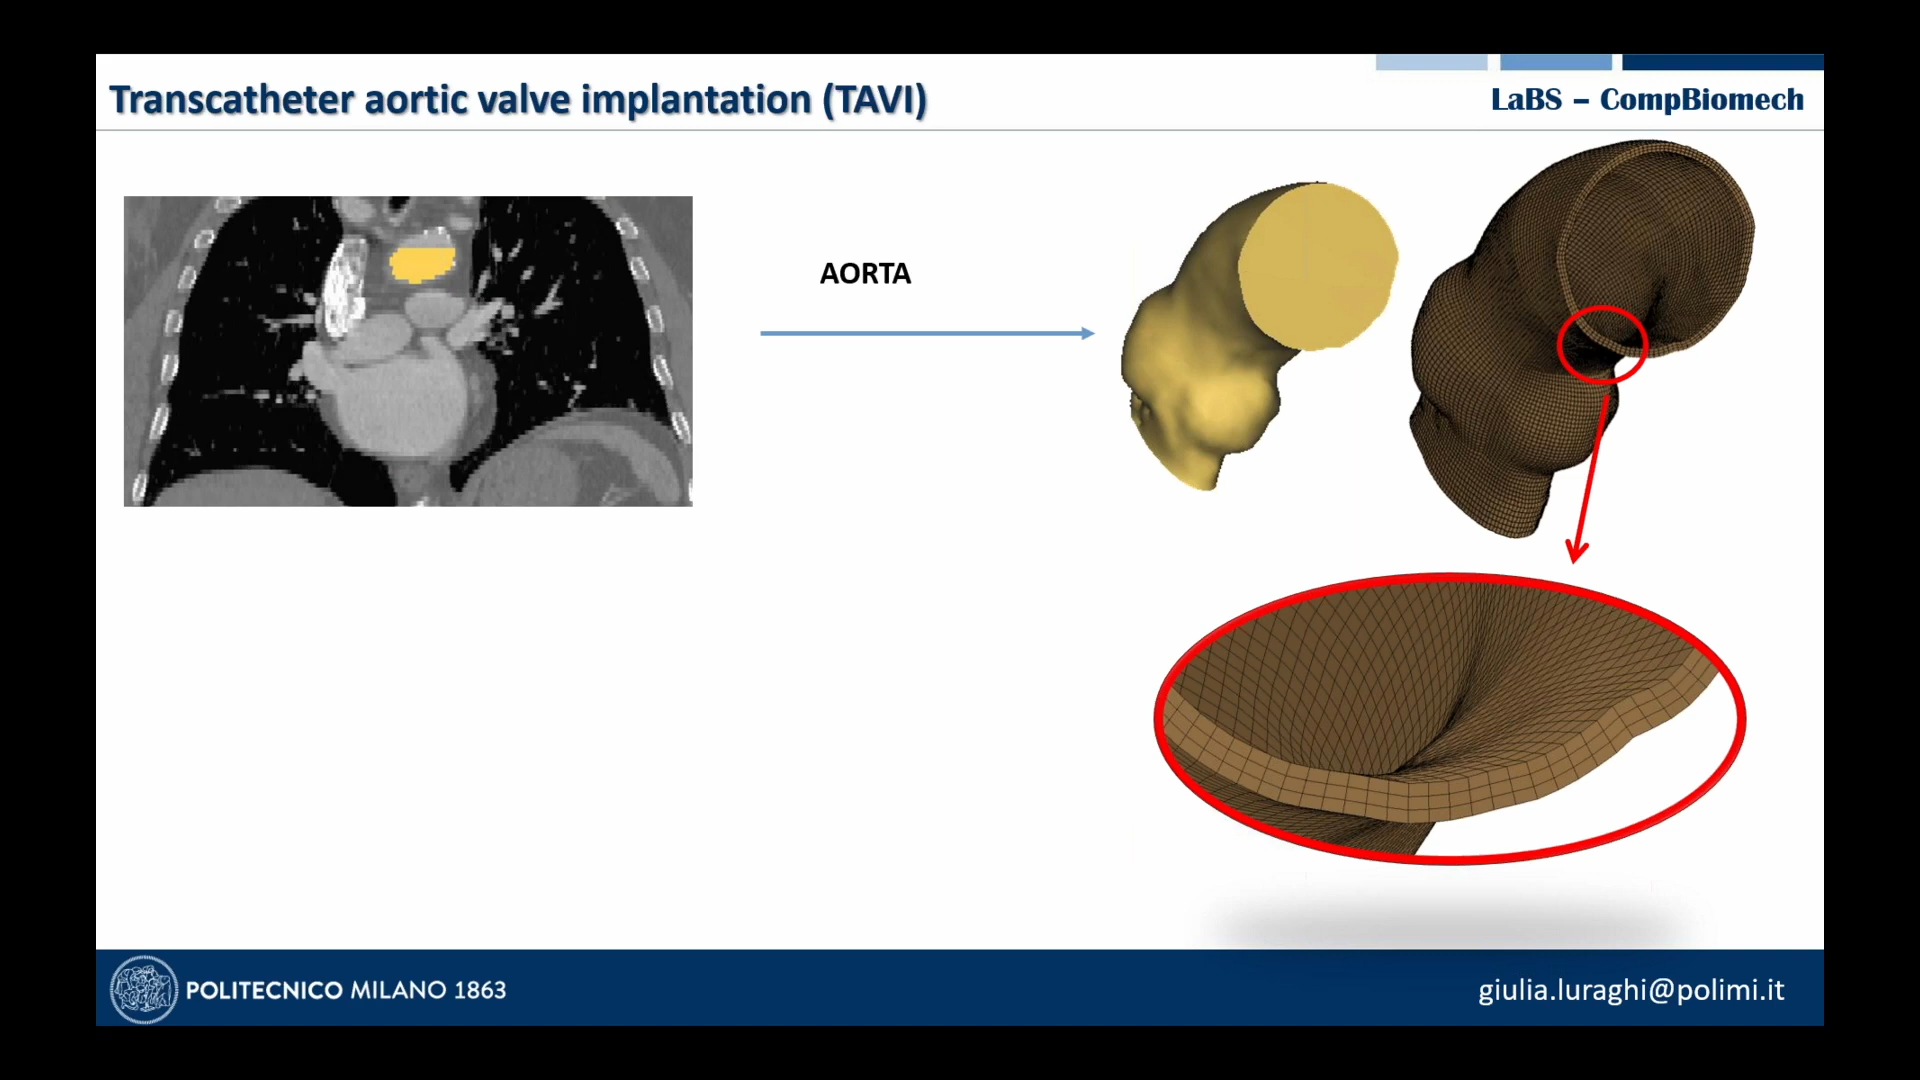 Transcatheter aortic valve implantation (TAVI)
LaBS – CompBiomech
AORTA
POLITECNICO MILANO 1863
giulia.luraghi@polimi.it